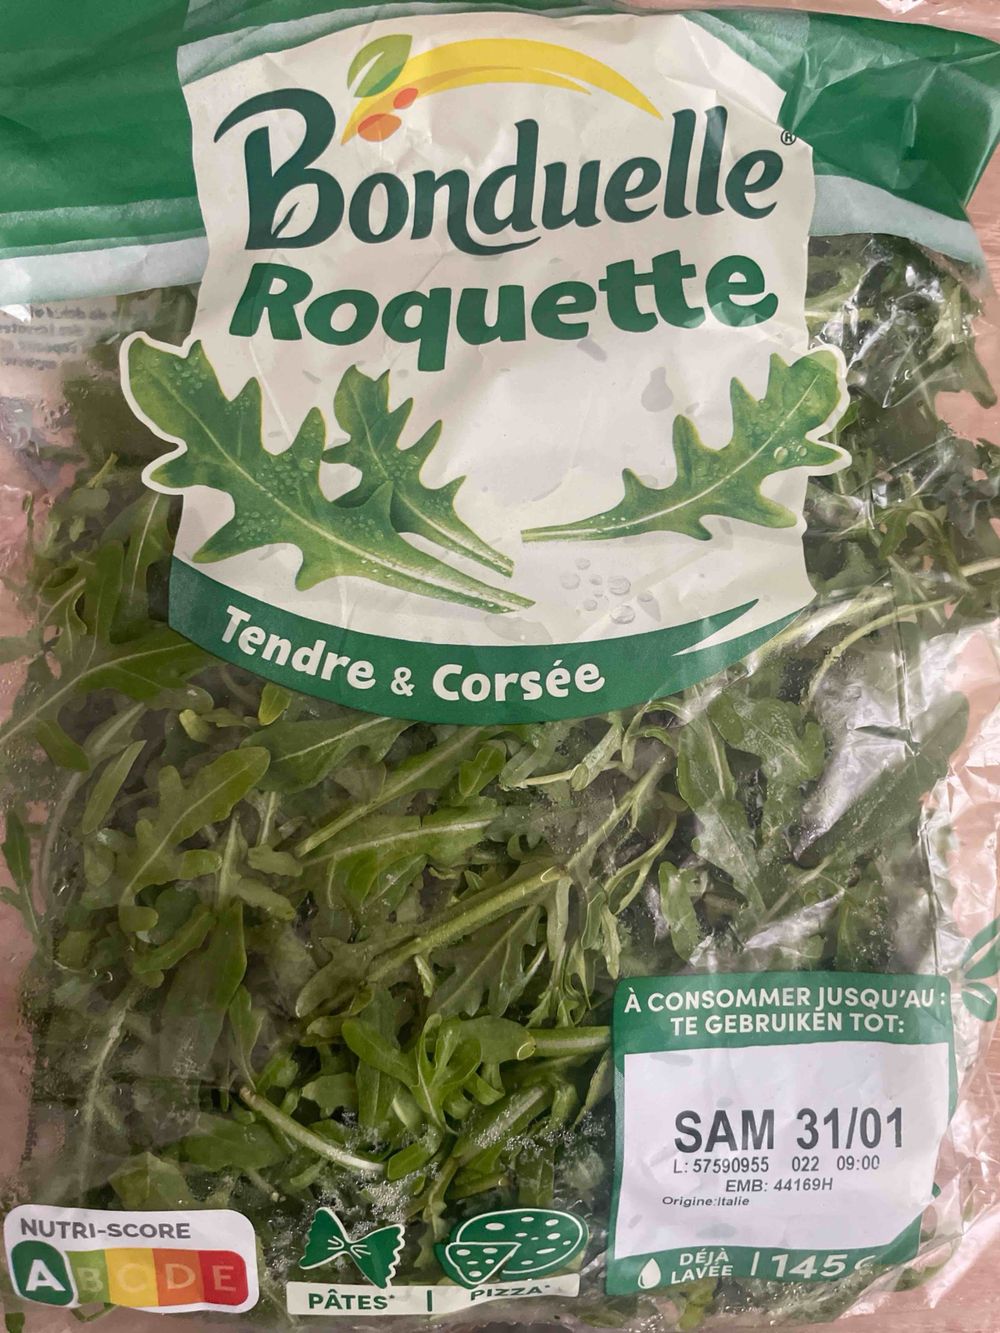 Bonduelle®
Roquette
Tendre & Corsée
À CONSOMMER JUSQU'AU :
TE GEBRUIKEN TOT:
SAM 31/01
L: 57590955 022 09:00
EMB: 44169H
Origine:Italie
DÉJÀ
LAVÉE | 145
NUTRI-SCORE
A B C D E
PÂTES* | PIZZA*